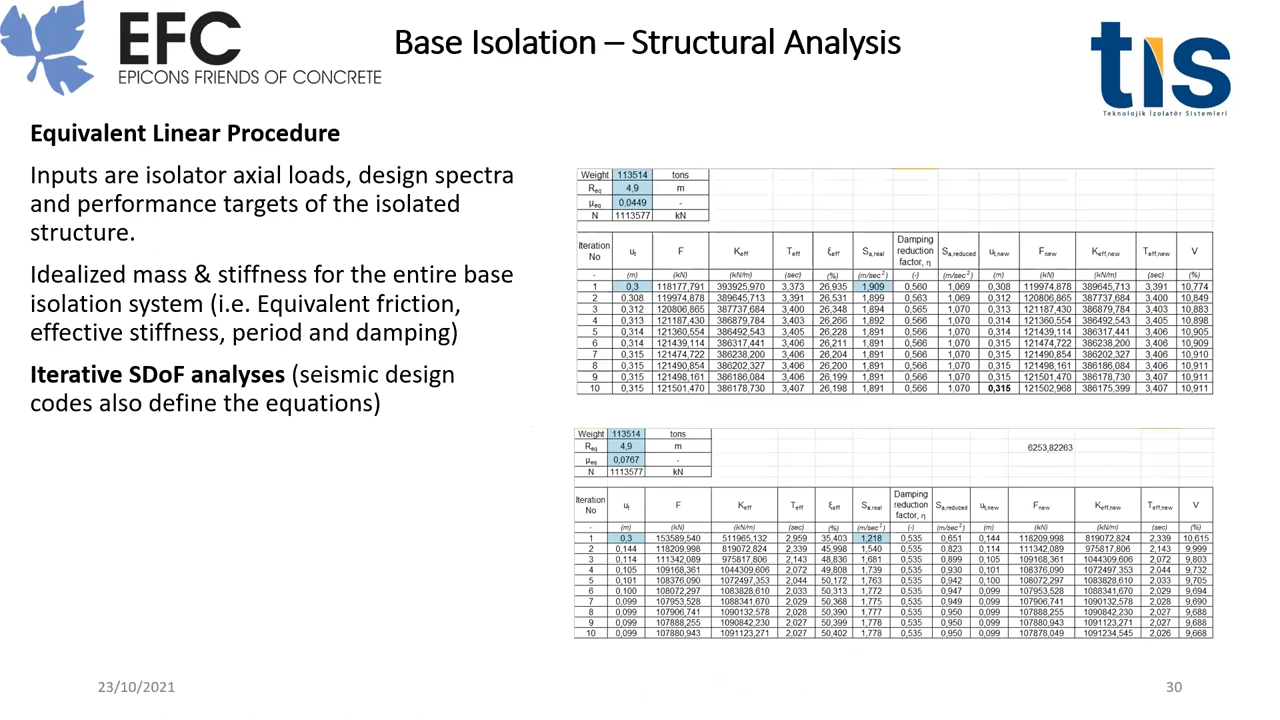 EFC
EPICONS FRIENDS OF CONCRETE
Base Isolation – Structural Analysis
tis
Teknolojik İzolatör Sistemleri
Equivalent Linear Procedure
Inputs are isolator axial loads, design spectra
and performance targets of the isolated
structure.
Idealized mass & stiffness for the entire base
isolation system (i.e. Equivalent friction,
effective stiffness, period and damping)
Iterative SDoF analyses (seismic design
codes also define the equations)
Weight 113514 tons
Req 4,9 m
μeq 0.0449 -
N 1113577 kN
Iteration No ut F Keff Teff ξeff Sa,real Damping reduction factor, η Sa,reduced ut,new Fnew Keff,new Teff,new V
- (m) (kN) (kN/m) (sec) (%) (m/sec²) (-) (m/sec²) (m) (kN) (kN/m) (sec) (%)
1 0,3 118177,791 393925,970 3,373 26,935 1,909 0,560 1,069 0,308 119974,878 389645,713 3,391 10,774
2 0,308 119974,878 389645,713 3,391 26,531 1,899 0,563 1,069 0,312 120806,865 387737,684 3,400 10,849
3 0,312 120806,865 387737,684 3,400 26,348 1,894 0,565 1,070 0,313 121187,430 386879,784 3,403 10,883
4 0,313 121187,430 386879,784 3,403 26,266 1,892 0,565 1,070 0,314 121360,554 386492,543 3,405 10,898
5 0,314 121360,554 386492,543 3,405 26,228 1,891 0,566 1,070 0,314 121439,114 386317,441 3,406 10,905
6 0,314 121439,114 386317,441 3,406 26,211 1,891 0,566 1,070 0,315 121474,722 386238,200 3,406 10,909
7 0,315 121474,722 386238,200 3,406 26,204 1,891 0,566 1,070 0,315 121490,854 386202,327 3,406 10,910
8 0,315 121490,854 386202,327 3,406 26,200 1,891 0,566 1,070 0,315 121498,161 386186,084 3,406 10,911
9 0,315 121498,161 386186,084 3,406 26,199 1,891 0,566 1,070 0,315 121501,470 386178,730 3,407 10,911
10 0,315 121501,470 386178,730 3,407 26,198 1,891 0,566 1,070 0,315 121502,968 386175,399 3,407 10,911
Weight 113514 tons
Req 4,9 m 6253,82263
μeq 0,0767 -
N 1113577 kN
Iteration No ut F Keff Teff ξeff Sa,real Damping reduction factor, η Sa,reduced ut,new Fnew Keff,new Teff,new V
- (m) (kN) (kN/m) (sec) (%) (m/sec²) (-) (m/sec²) (m) (kN) (kN/m) (sec) (%)
1 0,3 153589,540 511965,132 2,959 35,403 1,218 0,535 0,651 0,144 118209,998 819072,824 2,339 10,615
2 0,144 118209,998 819072,824 2,339 45,998 1,540 0,535 0,823 0,114 111342,089 975817,806 2,143 9,999
3 0,114 111342,089 975817,806 2,143 48,836 1,681 0,535 0,899 0,105 109168,361 1044309,606 2,072 9,803
4 0,105 109168,361 1044309,606 2,072 49,808 1,739 0,535 0,930 0,101 108376,090 1072497,353 2,044 9,732
5 0,101 108376,090 1072497,353 2,044 50,172 1,763 0,535 0,942 0,100 108072,297 1083828,610 2,033 9,705
6 0,100 108072,297 1083828,610 2,033 50,313 1,772 0,535 0,947 0,099 107953,528 1088341,670 2,029 9,694
7 0,099 107953,528 1088341,670 2,029 50,368 1,775 0,535 0,949 0,099 107906,741 1090132,578 2,028 9,690
8 0,099 107906,741 1090132,578 2,028 50,390 1,777 0,535 0,950 0,099 107888,255 1090842,230 2,027 9,688
9 0,099 107888,255 1090842,230 2,027 50,399 1,778 0,535 0,950 0,099 107880,943 1091123,271 2,027 9,688
10 0,099 107880,943 1091123,271 2,027 50,402 1,778 0,535 0,950 0,099 107878,049 1091234,545 2,026 9,668
23/10/2021
30